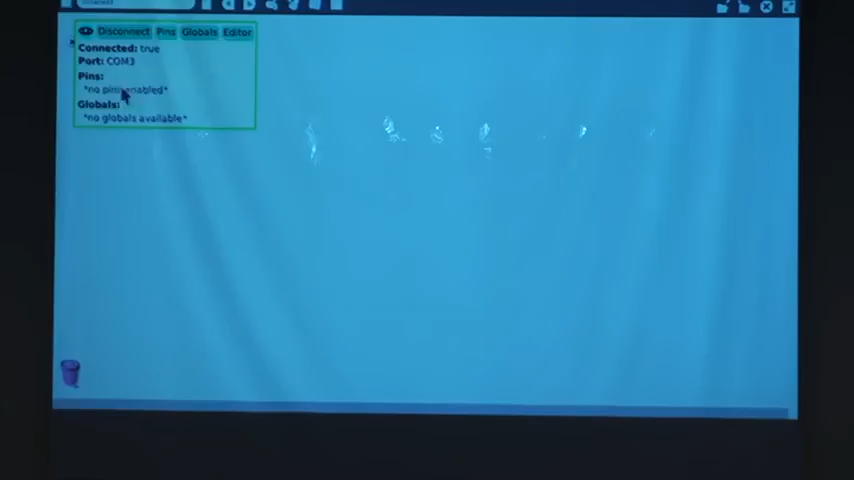 Disconnect Pins Globals Editor
Connected: true
Port: COM3
Pins:
*no pins enabled*
Globals:
*no globals available*